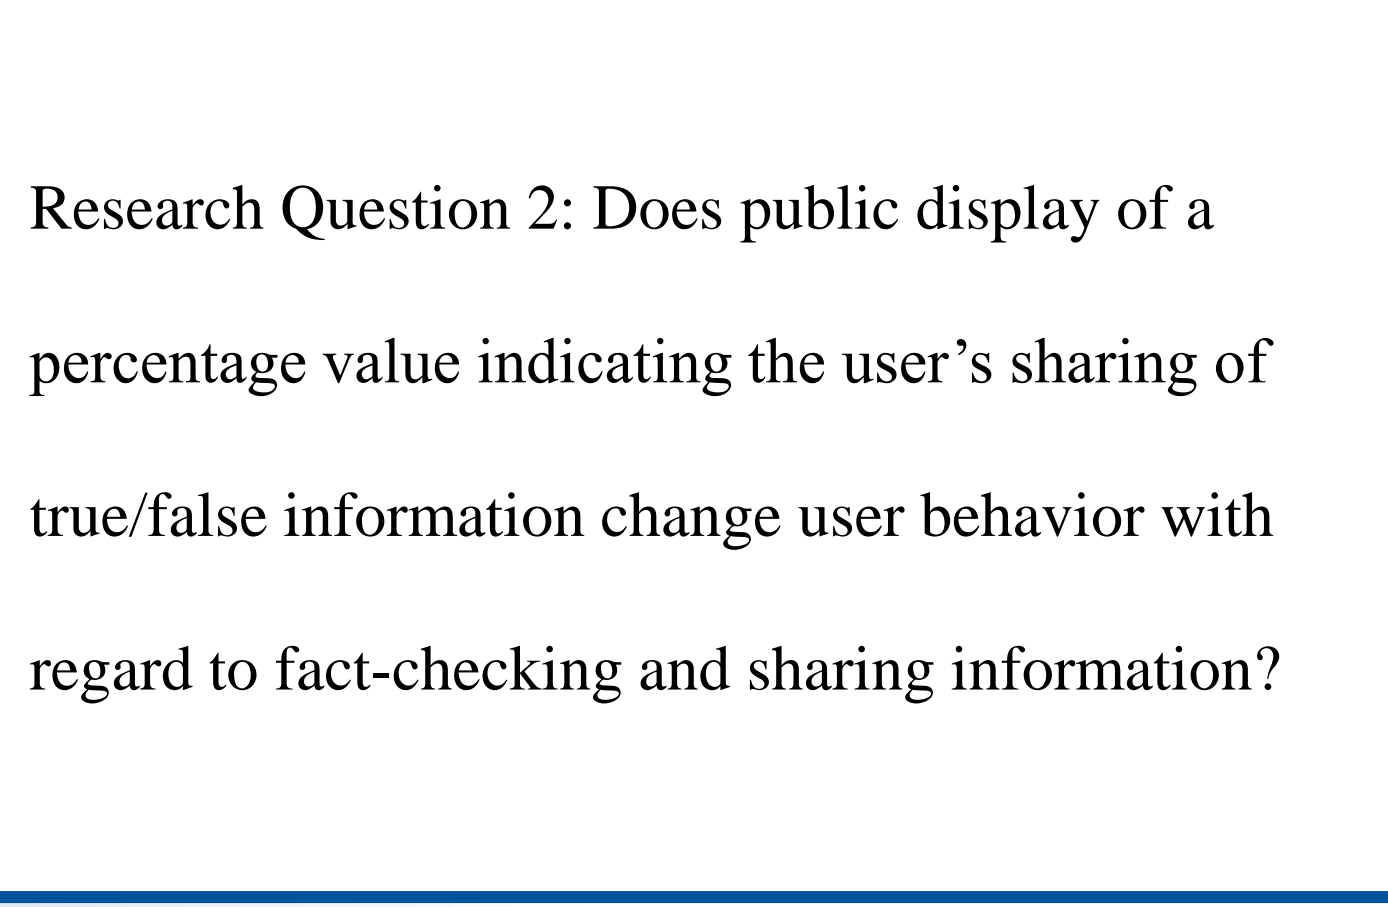 Research Question 2: Does public display of a
percentage value indicating the user’s sharing of
true/false information change user behavior with
regard to fact-checking and sharing information?